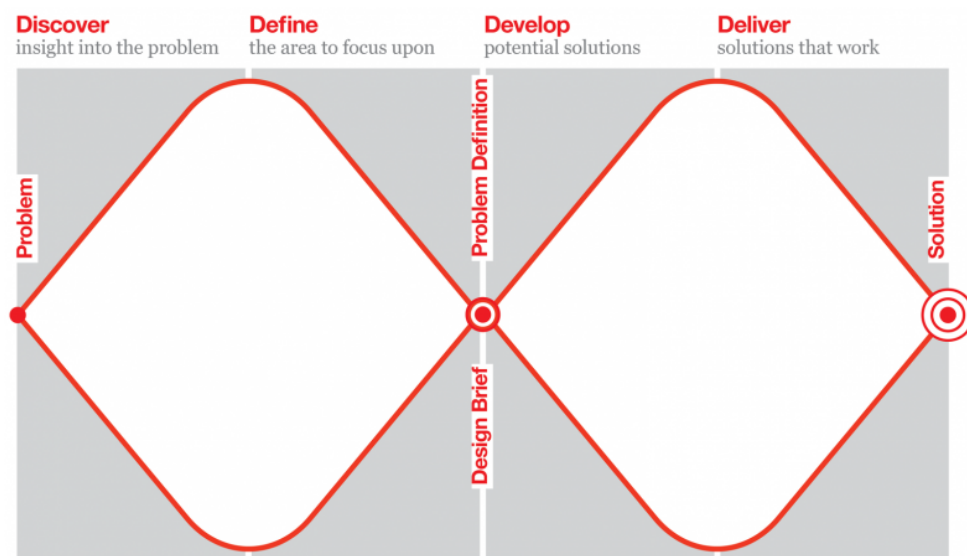 Discover
insight into the problem
Define
the area to focus upon
Develop
potential solutions
Deliver
solutions that work
Problem
Problem Definition
Design Brief
Solution